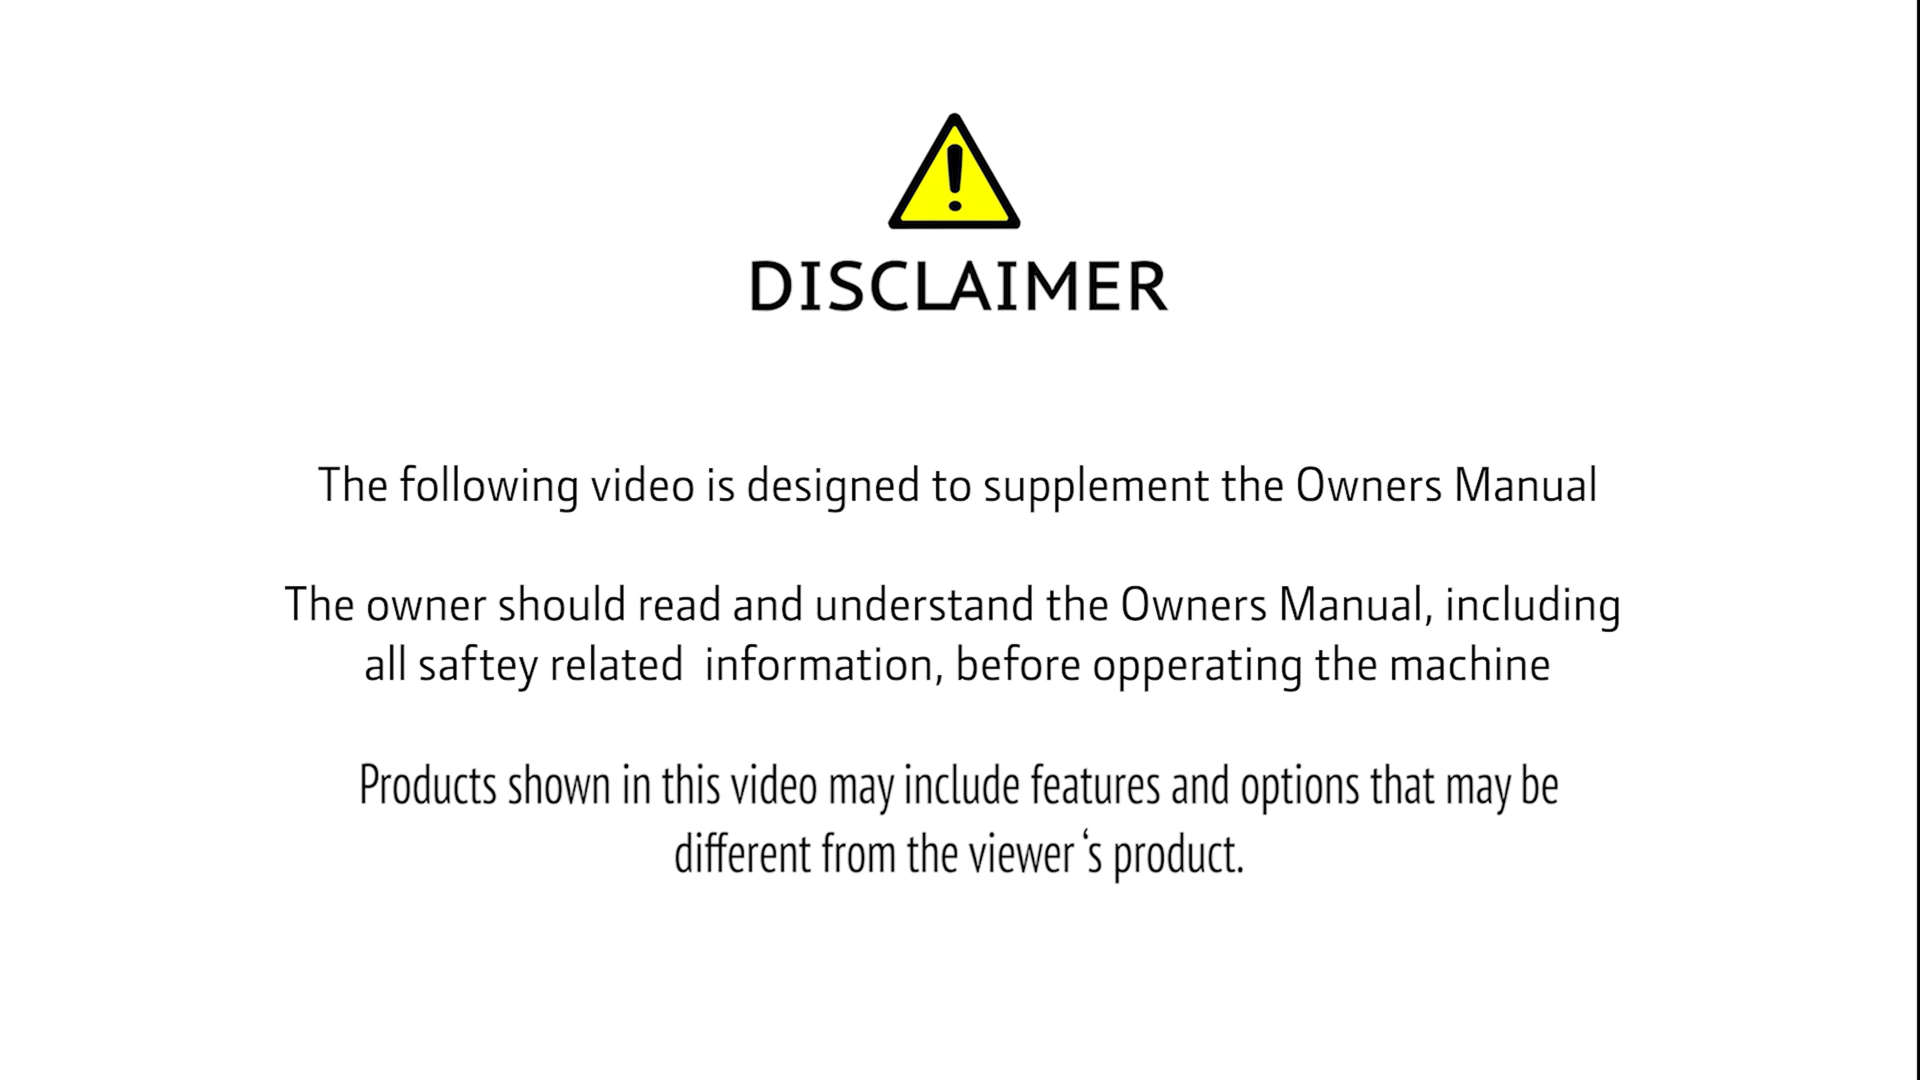 DISCLAIMER
The following video is designed to supplement the Owners Manual
The owner should read and understand the Owners Manual, including
all saftey related  information, before opperating the machine
Products shown in this video may include features and options that may be
different from the viewer ‘s product.